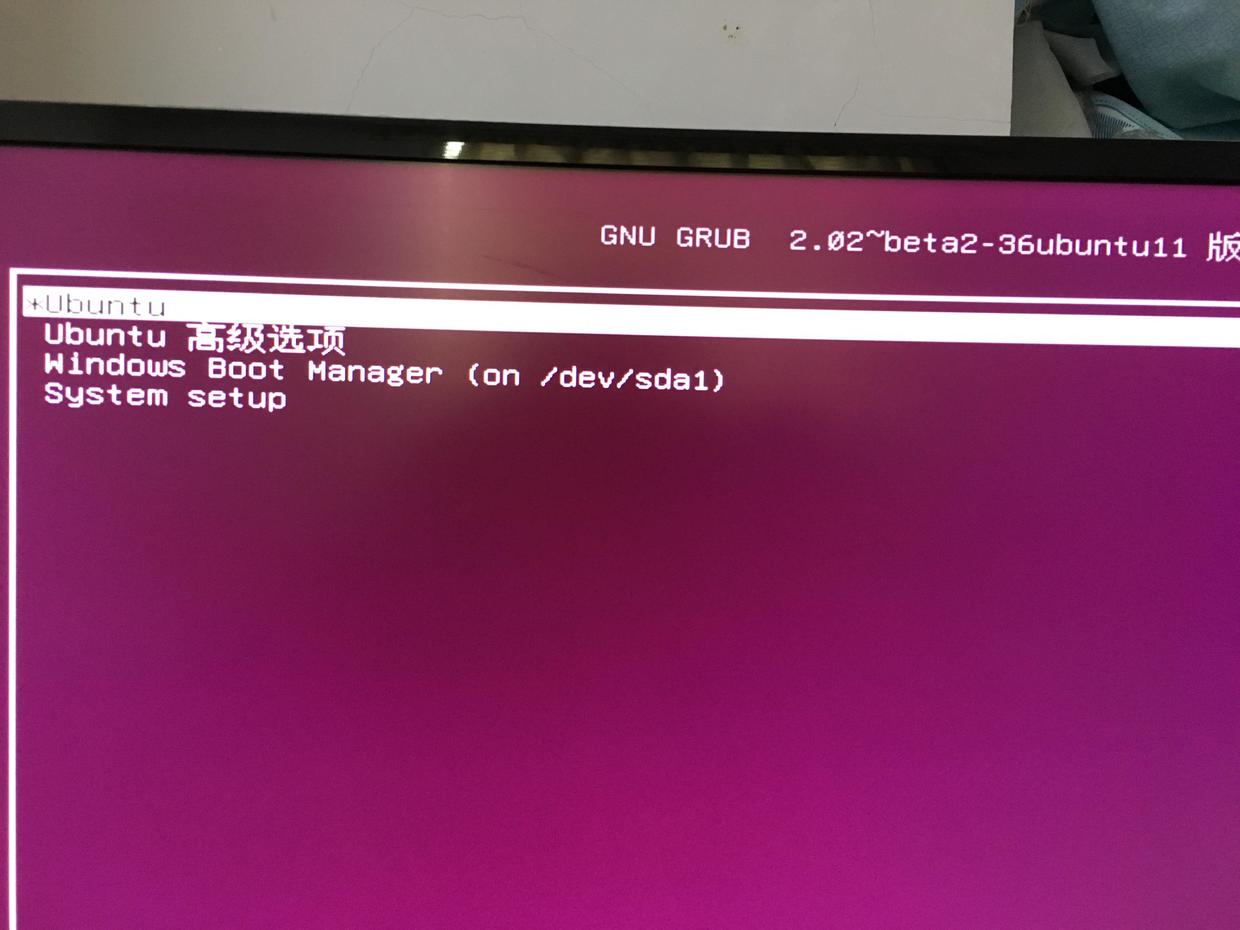 GNU GRUB 2.02~beta2-36ubuntu11 版
*Ubuntu
Ubuntu 高级选项
Windows Boot Manager (on /dev/sda1)
System setup